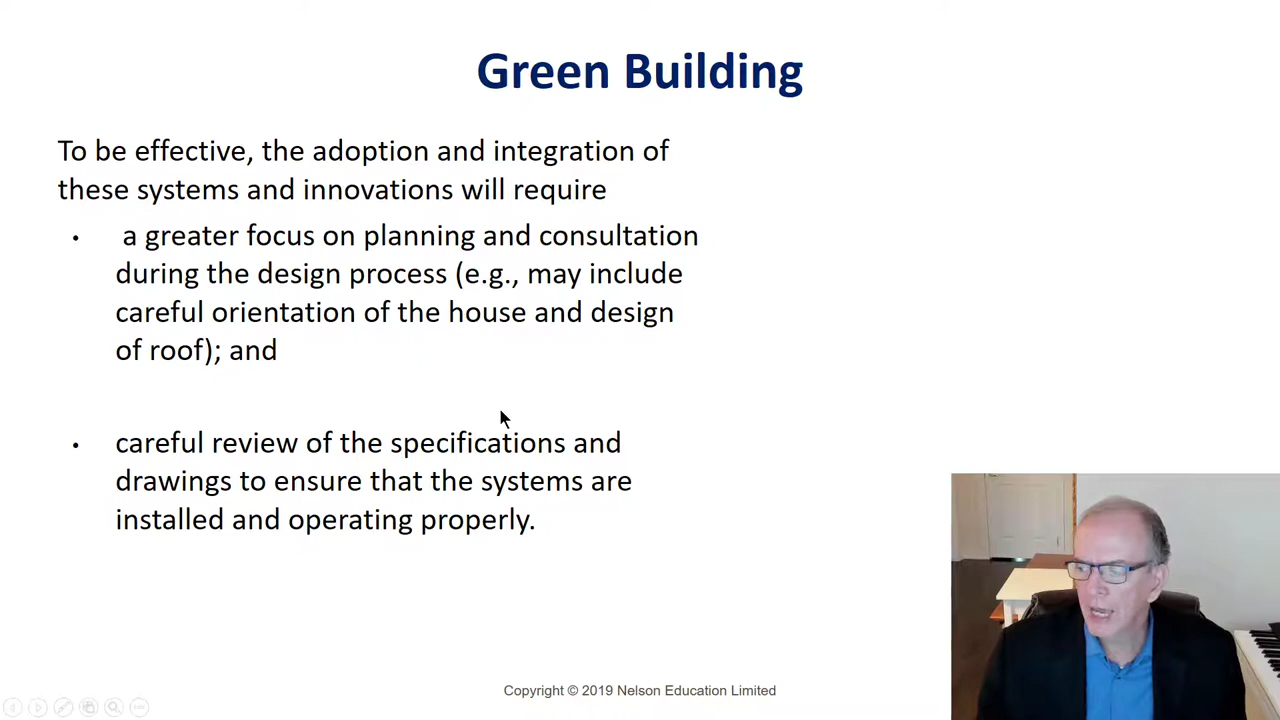 Green Building
To be effective, the adoption and integration of
these systems and innovations will require
• a greater focus on planning and consultation
during the design process (e.g., may include
careful orientation of the house and design
of roof); and
• careful review of the specifications and
drawings to ensure that the systems are
installed and operating properly.
Copyright © 2019 Nelson Education Limited